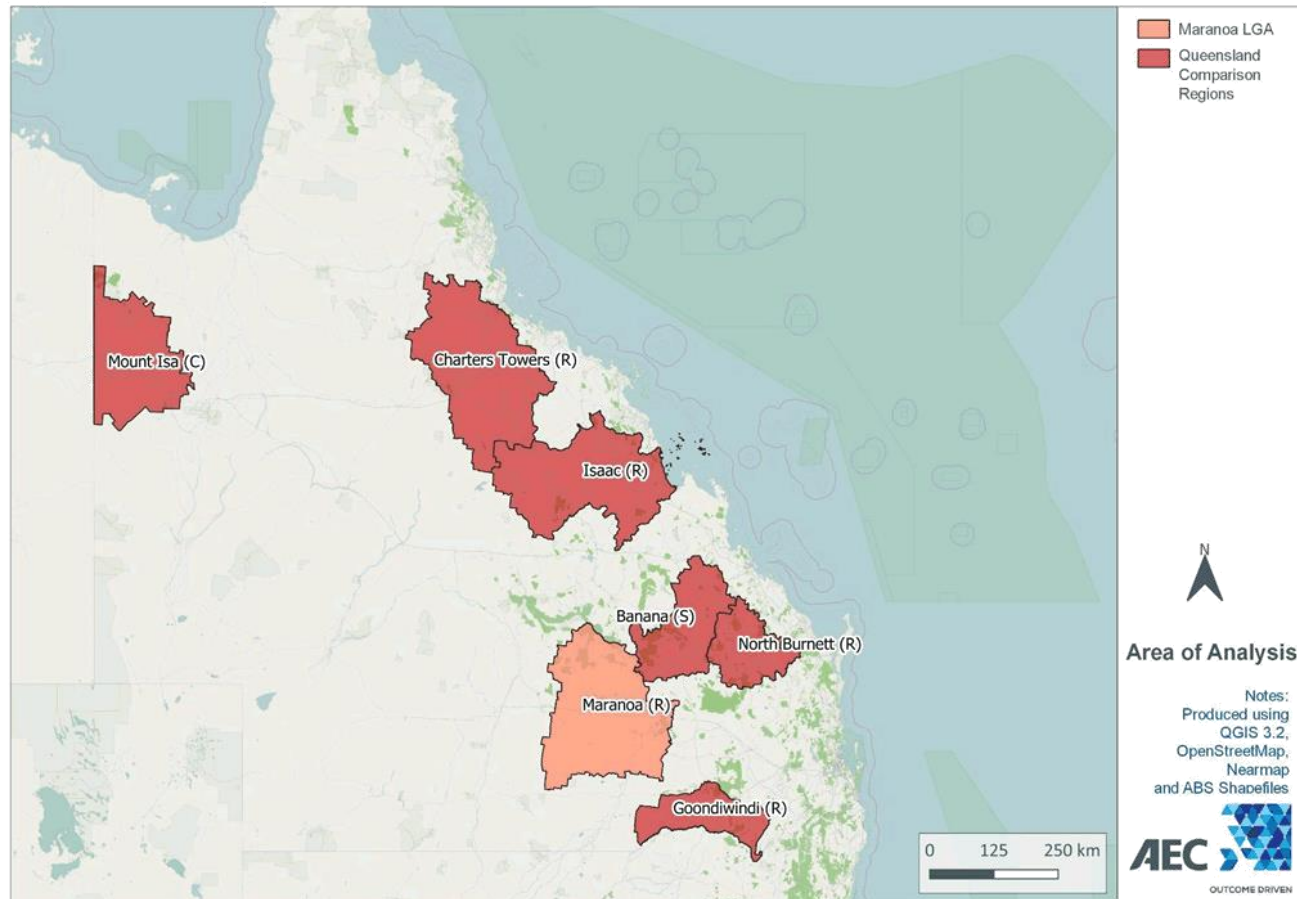 Maranoa LGA
Queensland
Comparison
Regions
Mount Isa (C)
Charters Towers (R)
Isaac (R)
Banana (S)
North Burnett (R)
Maranoa (R)
Goondiwindi (R)
N
Area of Analysis
Notes:
Produced using
QGIS 3.2,
OpenStreetMap,
Nearmap
and ABS Shapefiles
0 125 250 km
AEC
OUTCOME DRIVEN